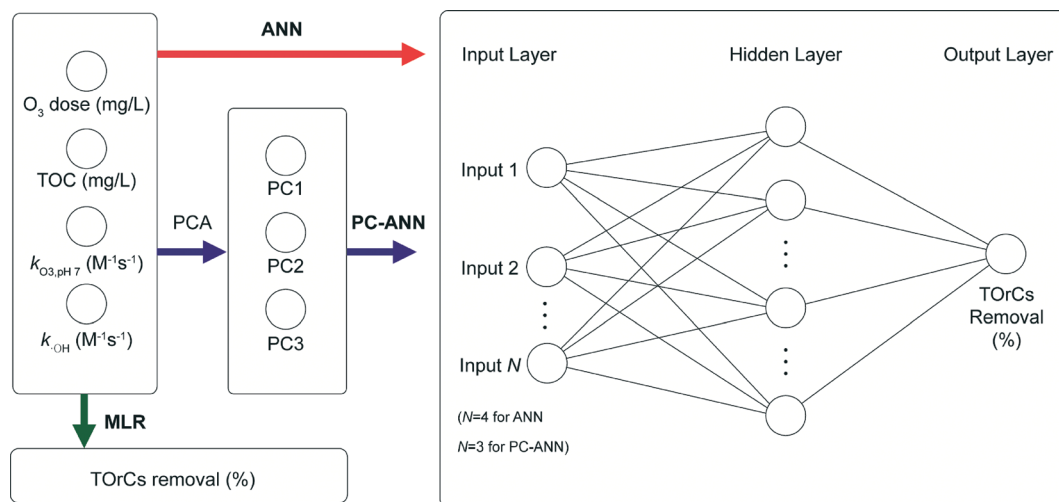 ANN
O₃ dose (mg/L)
TOC (mg/L)
k_O3,pH 7 (M⁻¹s⁻¹)
k_·OH (M⁻¹s⁻¹)
PCA
PC1
PC2
PC3
PC-ANN
MLR
TOrCs removal (%)
Input Layer
Hidden Layer
Output Layer
Input 1
Input 2
Input N
(N=4 for ANN
N=3 for PC-ANN)
TOrCs
Removal
(%)